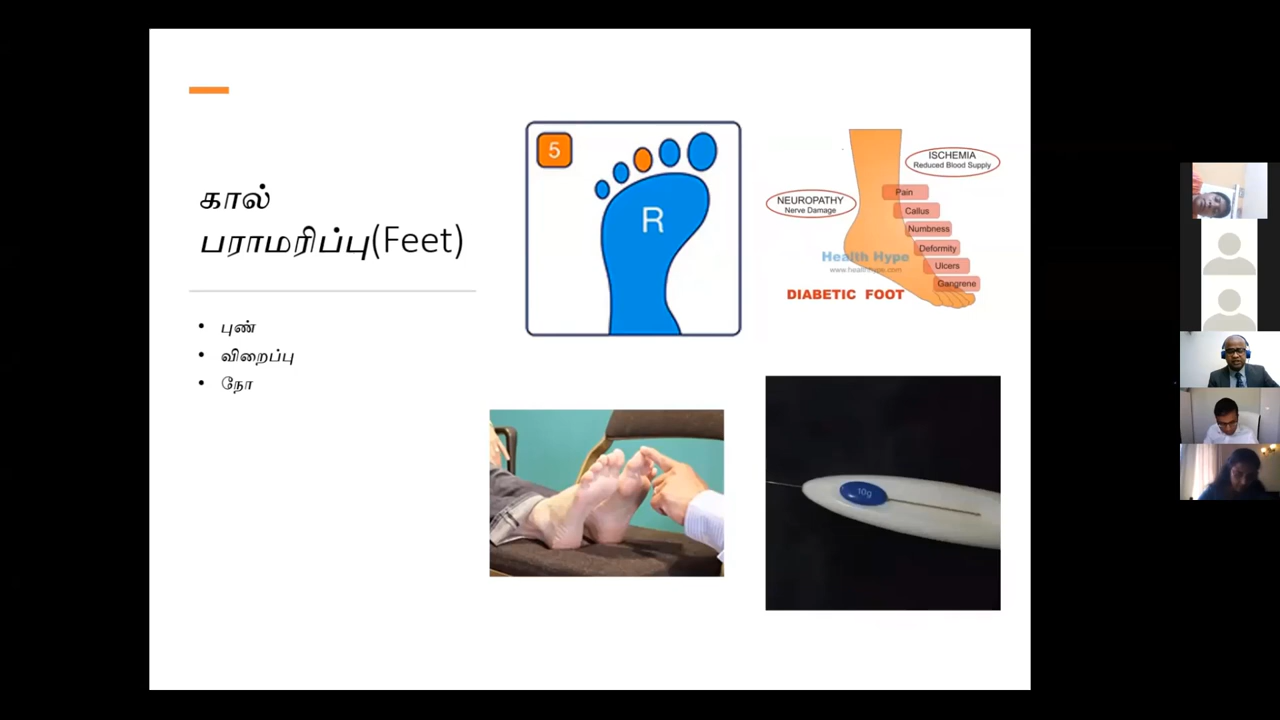 கால்
பராமரிப்பு(Feet)
• புண்
• விறைப்பு
• நோ
5
R
ISCHEMIA
Reduced Blood Supply
NEUROPATHY
Nerve Damage
Pain
Callus
Numbness
Deformity
Ulcers
Gangrene
Health Hype
www.healthhype.com
DIABETIC FOOT
10g